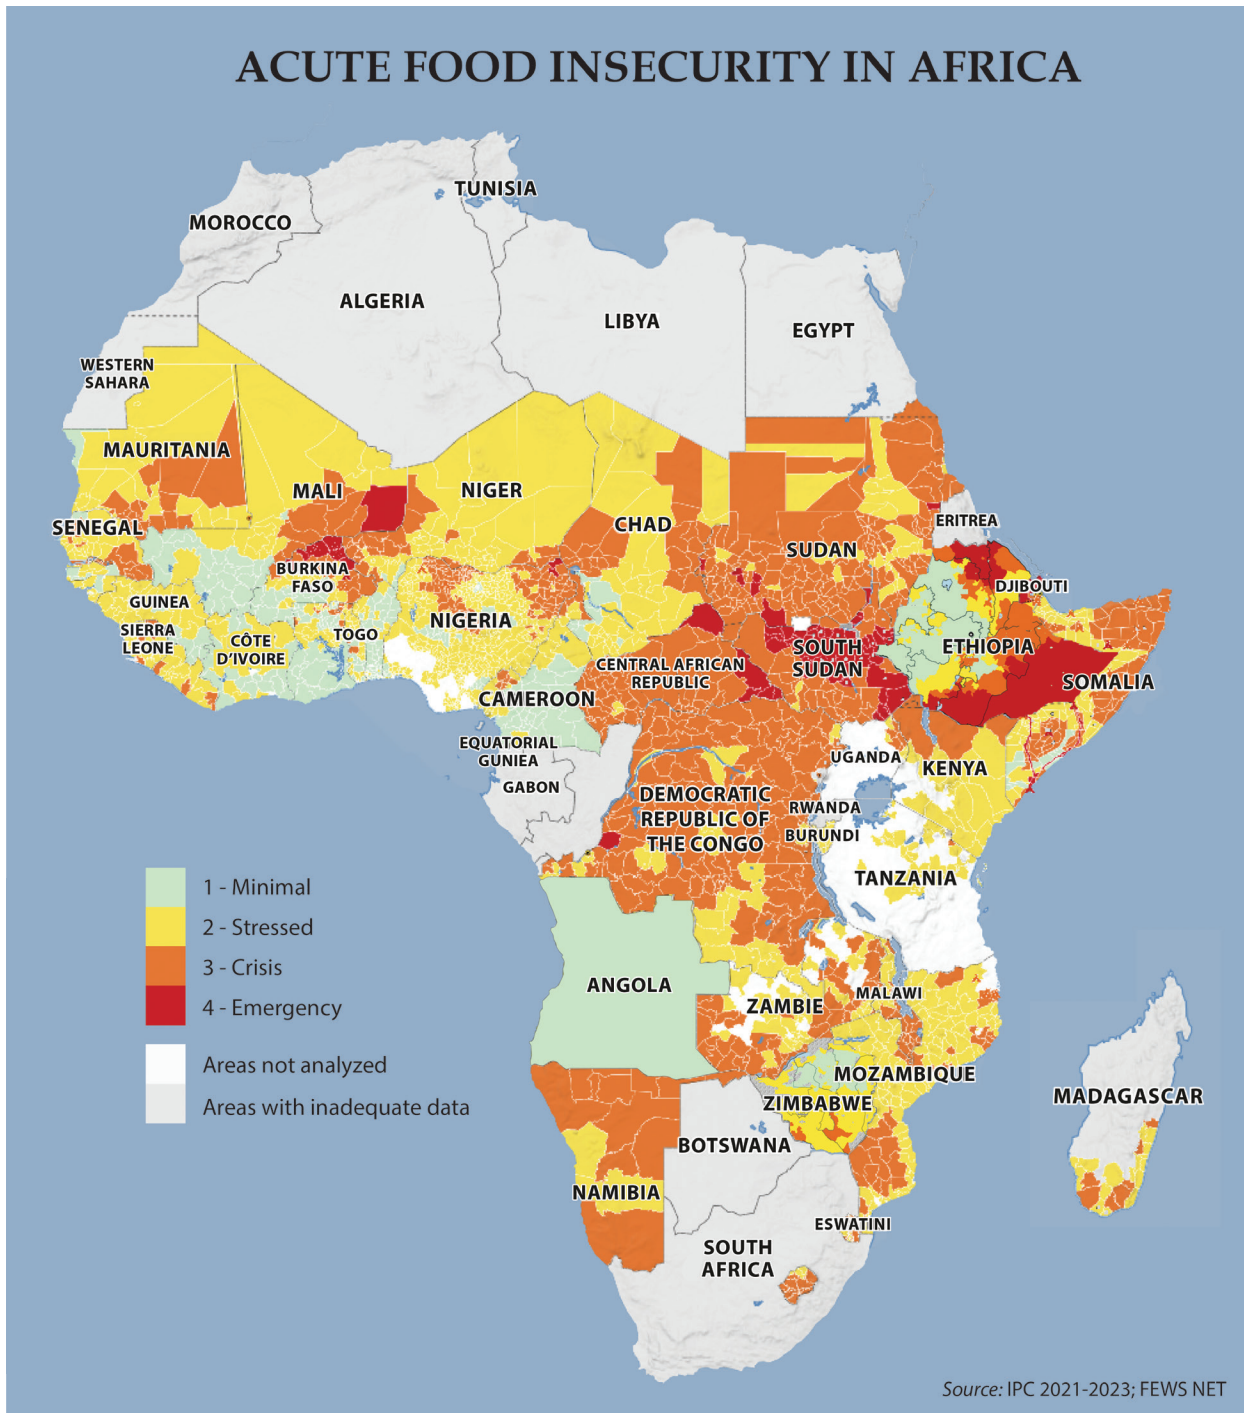 ACUTE FOOD INSECURITY IN AFRICA
TUNISIA
MOROCCO
ALGERIA
LIBYA
EGYPT
WESTERN
SAHARA
MAURITANIA
MALI
NIGER
CHAD
SENEGAL
ERITREA
SUDAN
BURKINA
FASO
DJIBOUTI
GUINEA
NIGERIA
SIERRA
LEONE
CÔTE
D'IVOIRE
TOGO
ETHIOPIA
SOUTH
SUDAN
CENTRAL AFRICAN
REPUBLIC
SOMALIA
CAMEROON
EQUATORIAL
GUNIEA
UGANDA
KENYA
GABON
DEMOCRATIC
REPUBLIC OF
THE CONGO
RWANDA
BURUNDI
TANZANIA
1 - Minimal
2 - Stressed
3 - Crisis
4 - Emergency
Areas not analyzed
Areas with inadequate data
ANGOLA
ZAMBIE
MALAWI
MOZAMBIQUE
ZIMBABWE
MADAGASCAR
BOTSWANA
NAMIBIA
ESWATINI
SOUTH
AFRICA
Source: IPC 2021-2023; FEWS NET